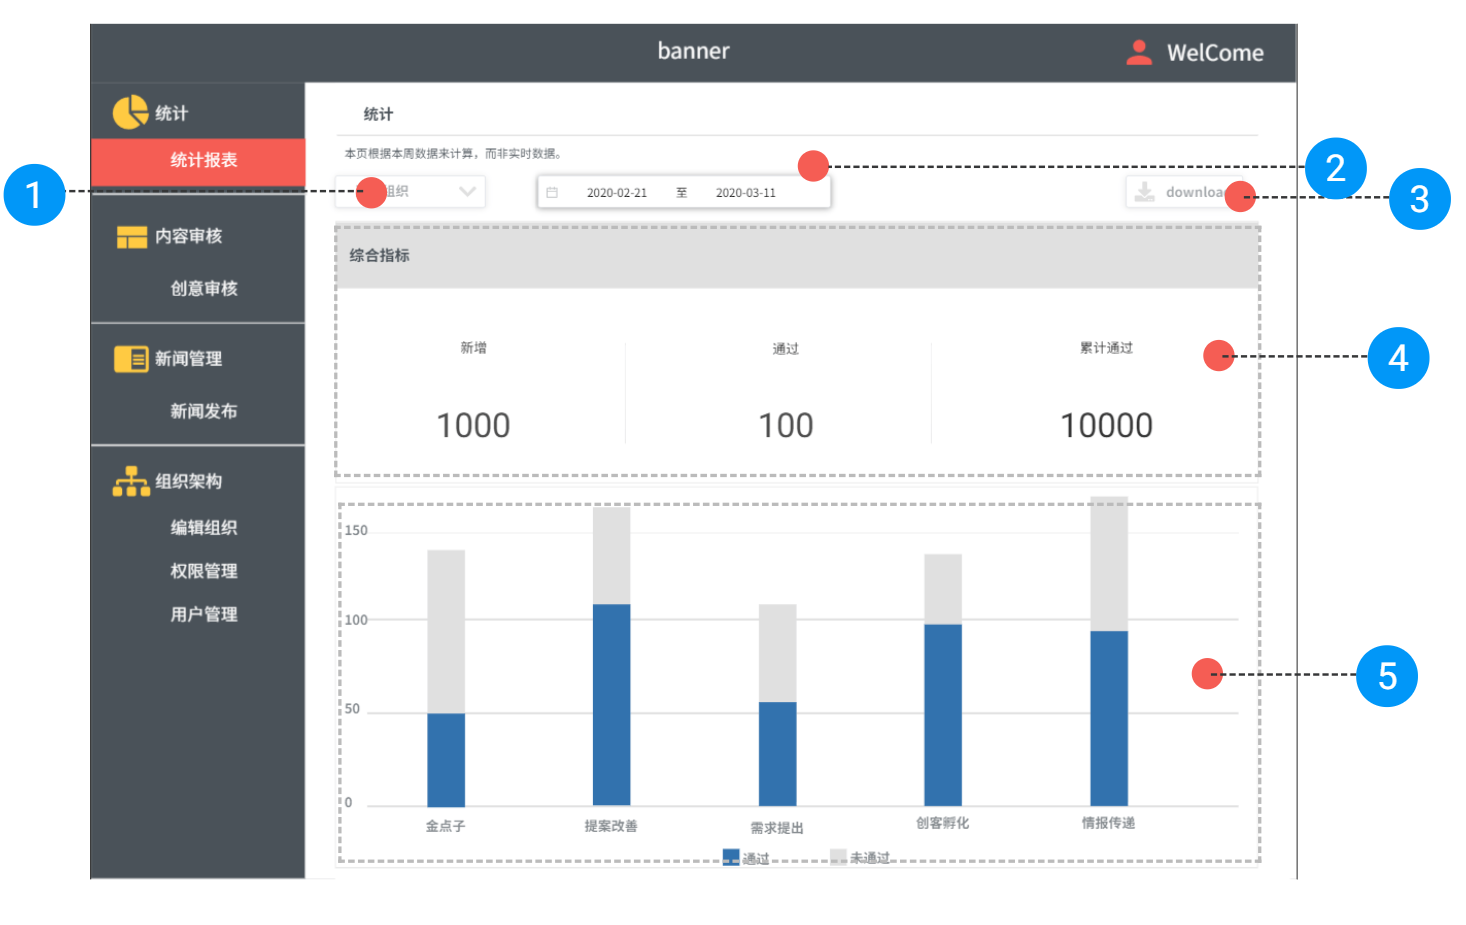 banner
WelCome
统计
统计报表
内容审核
创意审核
新闻管理
新闻发布
组织架构
编辑组织
权限管理
用户管理
统计
本页根据本周数据来计算，而非实时数据。
组织
2020-02-21 至 2020-03-11
downloa
1
2
3
综合指标
新增 通过 累计通过
1000 100 10000
4
150
100
50
0
金点子 提案改善 需求提出 创客孵化 情报传递
通过 未通过
5